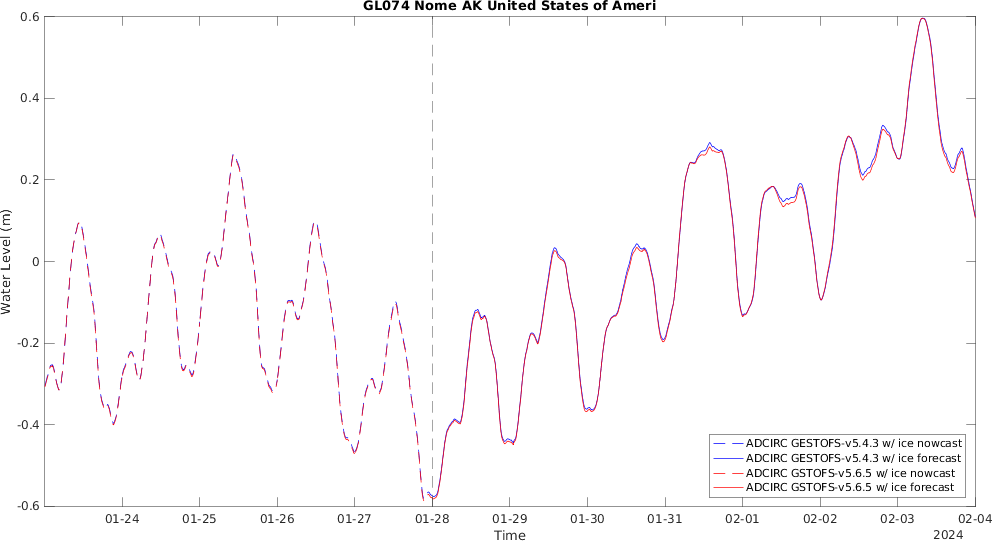 GL074 Nome AK United States of Ameri
0.6
0.4
0.2
0
-0.2
-0.4
-0.6
Water Level (m)
ADCIRC GESTOFS-v5.4.3 w/ ice nowcast
ADCIRC GESTOFS-v5.4.3 w/ ice forecast
ADCIRC GSTOFS-v5.6.5 w/ ice nowcast
ADCIRC GSTOFS-v5.6.5 w/ ice forecast
01-24 01-25 01-26 01-27 01-28 01-29 01-30 01-31 02-01 02-02 02-03 02-04
Time
2024